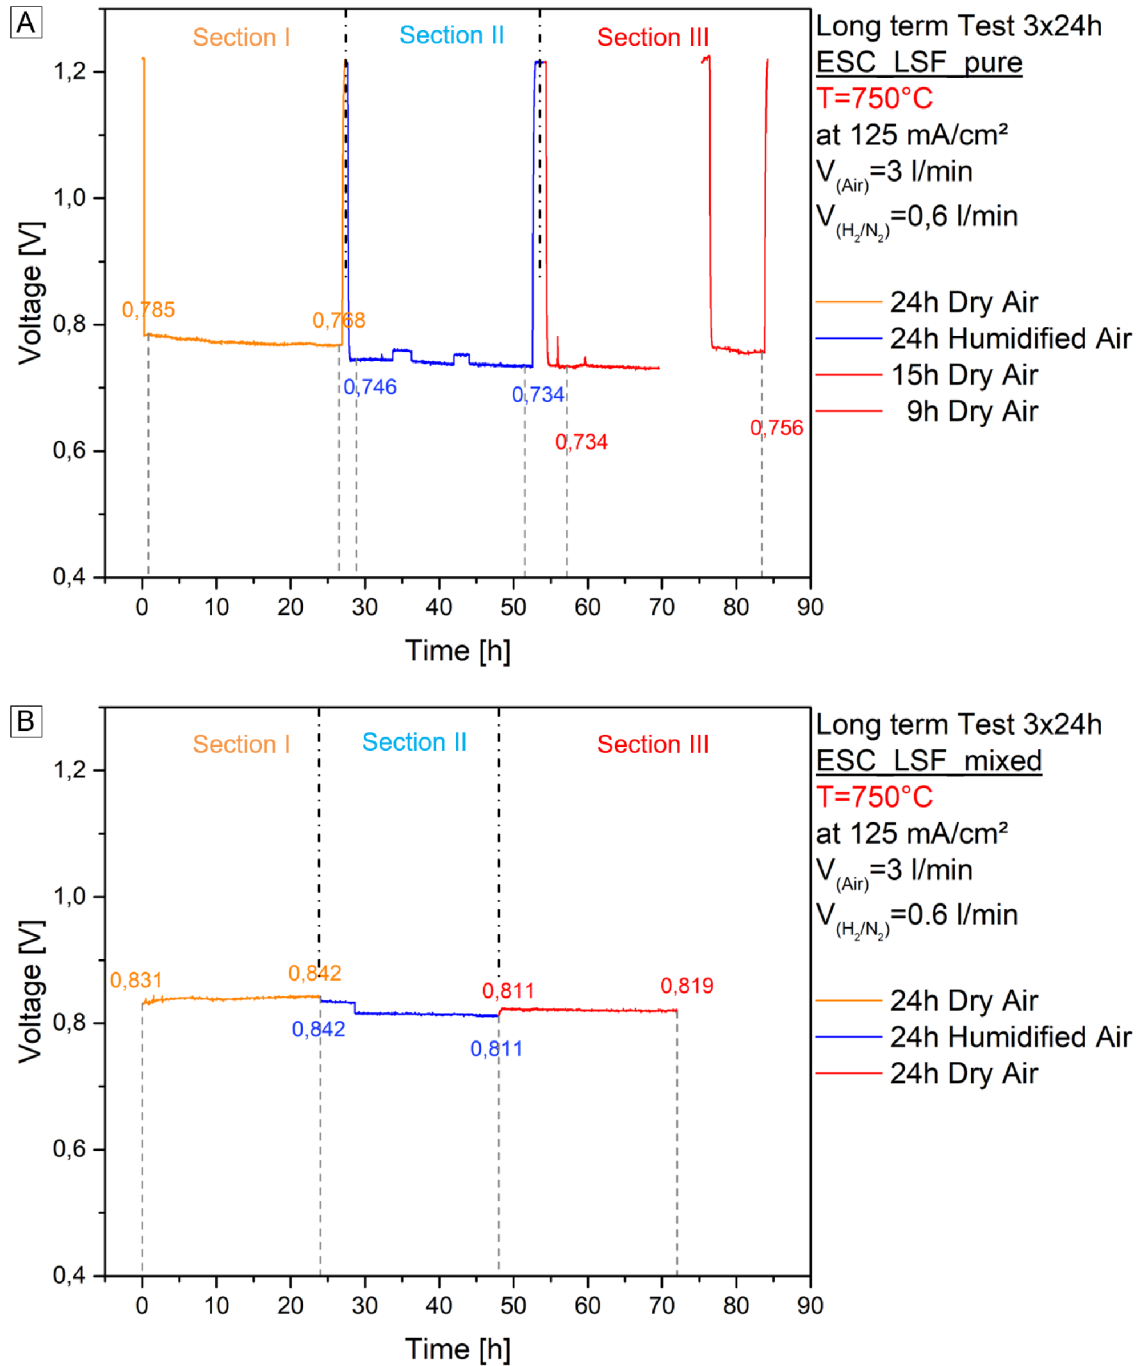 A
Section I
Section II
Section III
Long term Test 3x24h
ESC_LSF_pure
T=750°C
at 125 mA/cm²
V(Air)=3 l/min
V(H2/N2)=0,6 l/min
24h Dry Air
24h Humidified Air
15h Dry Air
9h Dry Air
1,2
1,0
0,8
0,6
0,4
Voltage [V]
0,785
0,768
0,746
0,734
0,734
0,756
0 10 20 30 40 50 60 70 80 90
Time [h]
B
Section I
Section II
Section III
Long term Test 3x24h
ESC_LSF_mixed
T=750°C
at 125 mA/cm²
V(Air)=3 l/min
V(H2/N2)=0.6 l/min
24h Dry Air
24h Humidified Air
24h Dry Air
1,2
1,0
0,8
0,6
0,4
Voltage [V]
0,831
0,842
0,842
0,811
0,811
0,819
0 10 20 30 40 50 60 70 80 90
Time [h]